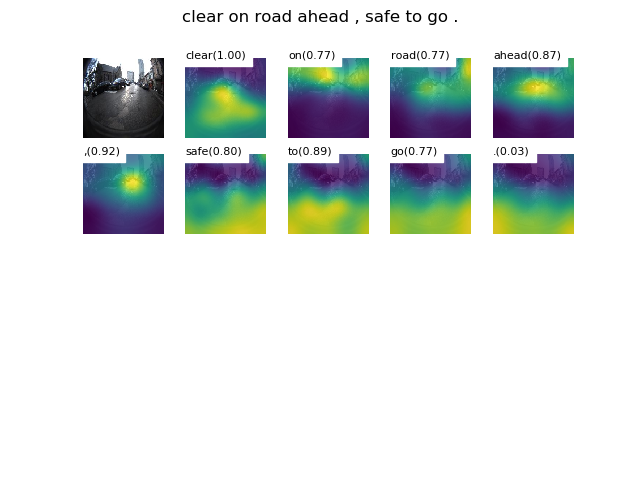 clear on road ahead , safe to go .
clear(1.00) on(0.77) road(0.77) ahead(0.87)
,(0.92) safe(0.80) to(0.89) go(0.77) .(0.03)